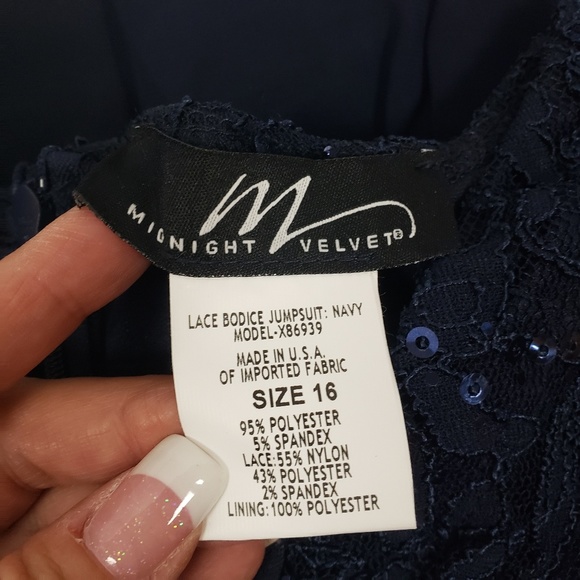 M
MIDNIGHT VELVET®
LACE BODICE JUMPSUIT: NAVY
MODEL-X86939
MADE IN U.S.A.
OF IMPORTED FABRIC
SIZE 16
95% POLYESTER
5% SPANDEX
LACE:55% NYLON
43% POLYESTER
2% SPANDEX
LINING:100% POLYESTER